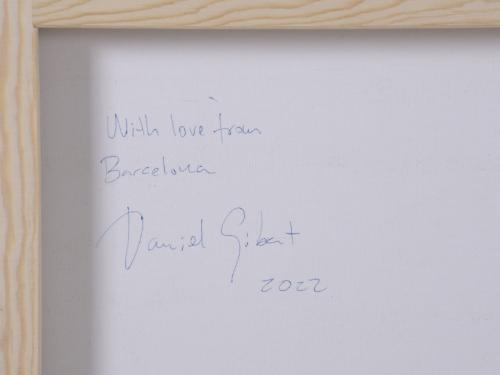 With love from
Barcelona
Daniel Gibert
2022